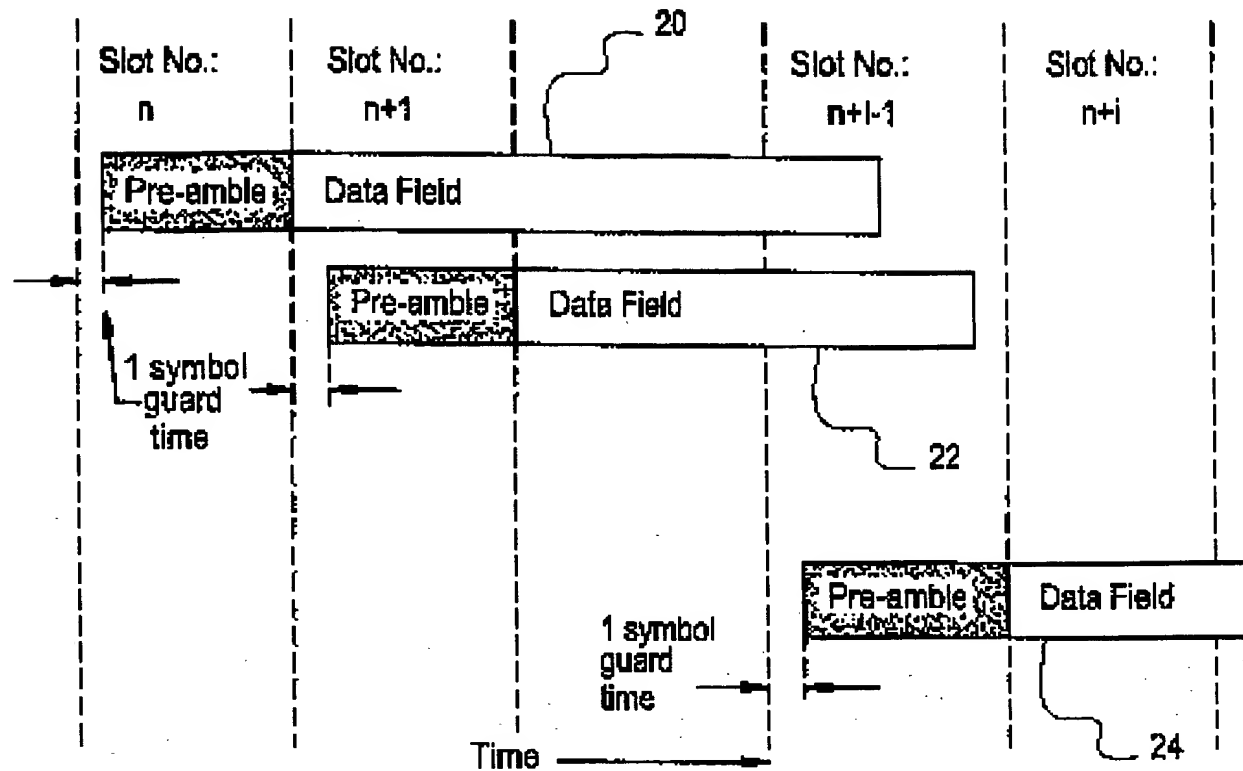 20
Slot No.:
n
Slot No.:
n+1
Slot No.:
n+i-1
Slot No.:
n+i
Pre-amble
Data Field
Pre-amble
Data Field
1 symbol
guard
time
22
Pre-amble
Data Field
1 symbol
guard
time
24
Time